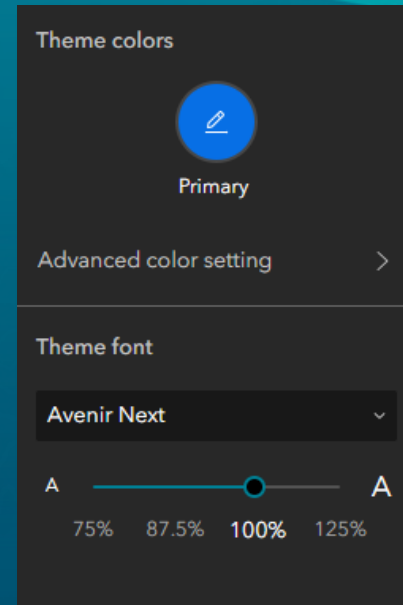 Theme colors
Primary
Advanced color setting
Theme font
Avenir Next
A A
75% 87.5% 100% 125%